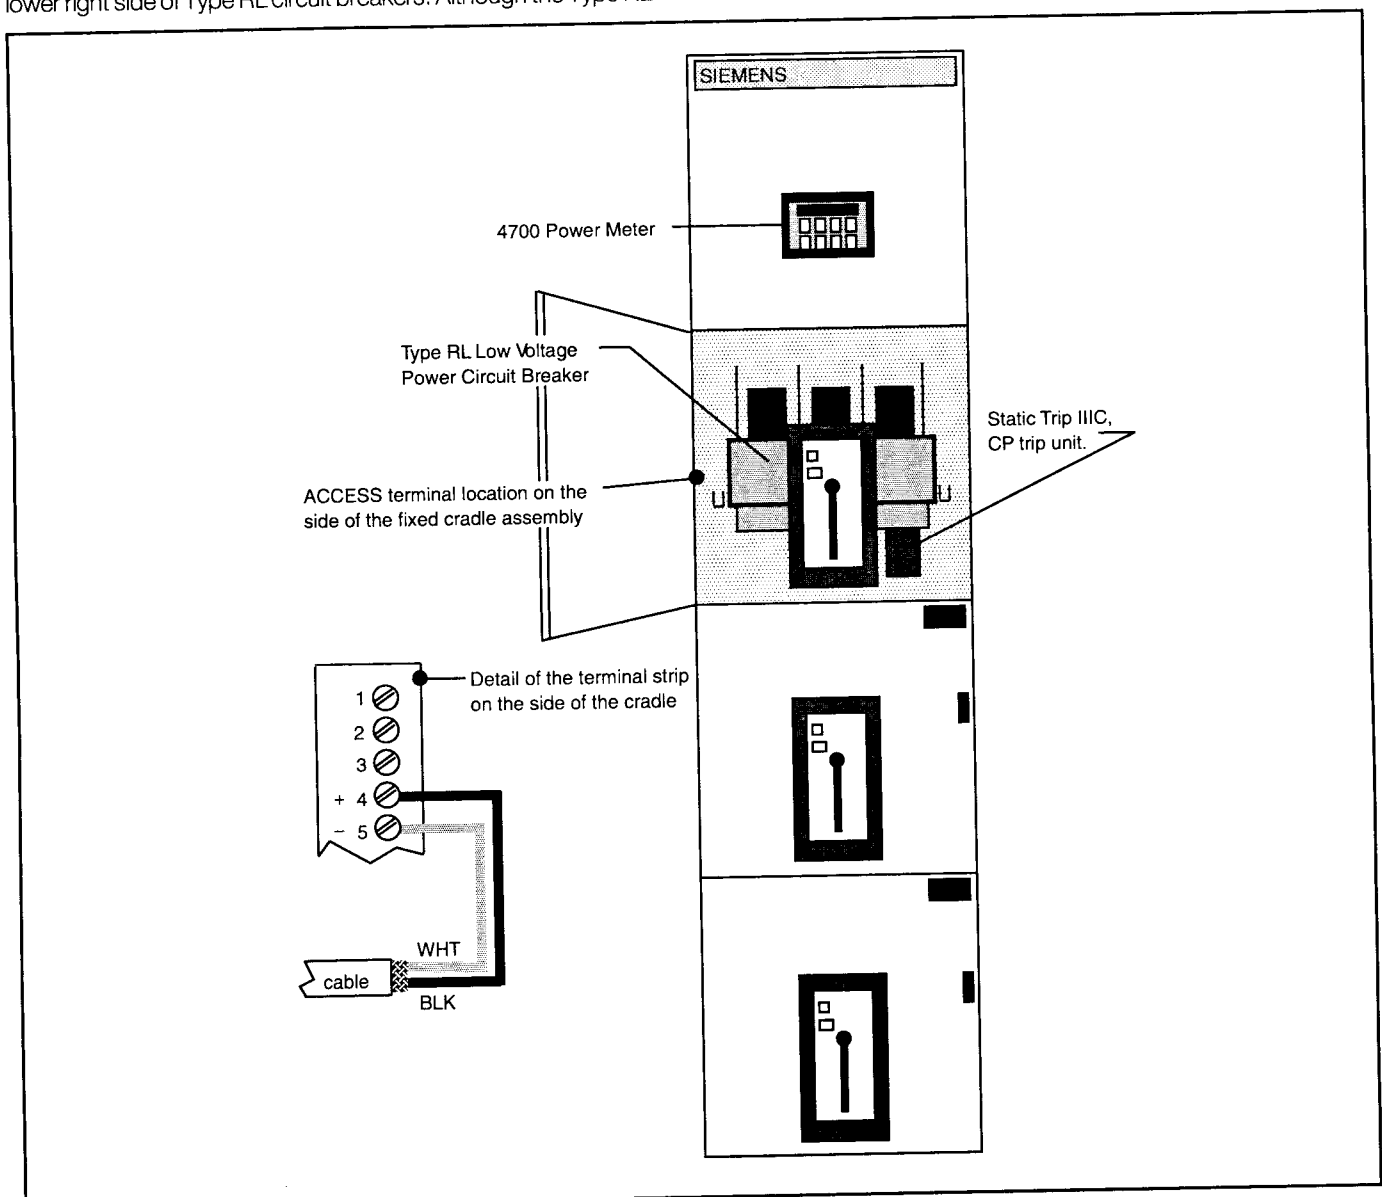 lower right side of Type RL circuit breakers. Although the Type RL
SIEMENS
4700 Power Meter
Type RL Low Voltage
Power Circuit Breaker
Static Trip IIIC,
CP trip unit.
ACCESS terminal location on the
side of the fixed cradle assembly
Detail of the terminal strip
on the side of the cradle
1
2
3
+ 4
– 5
WHT
cable
BLK